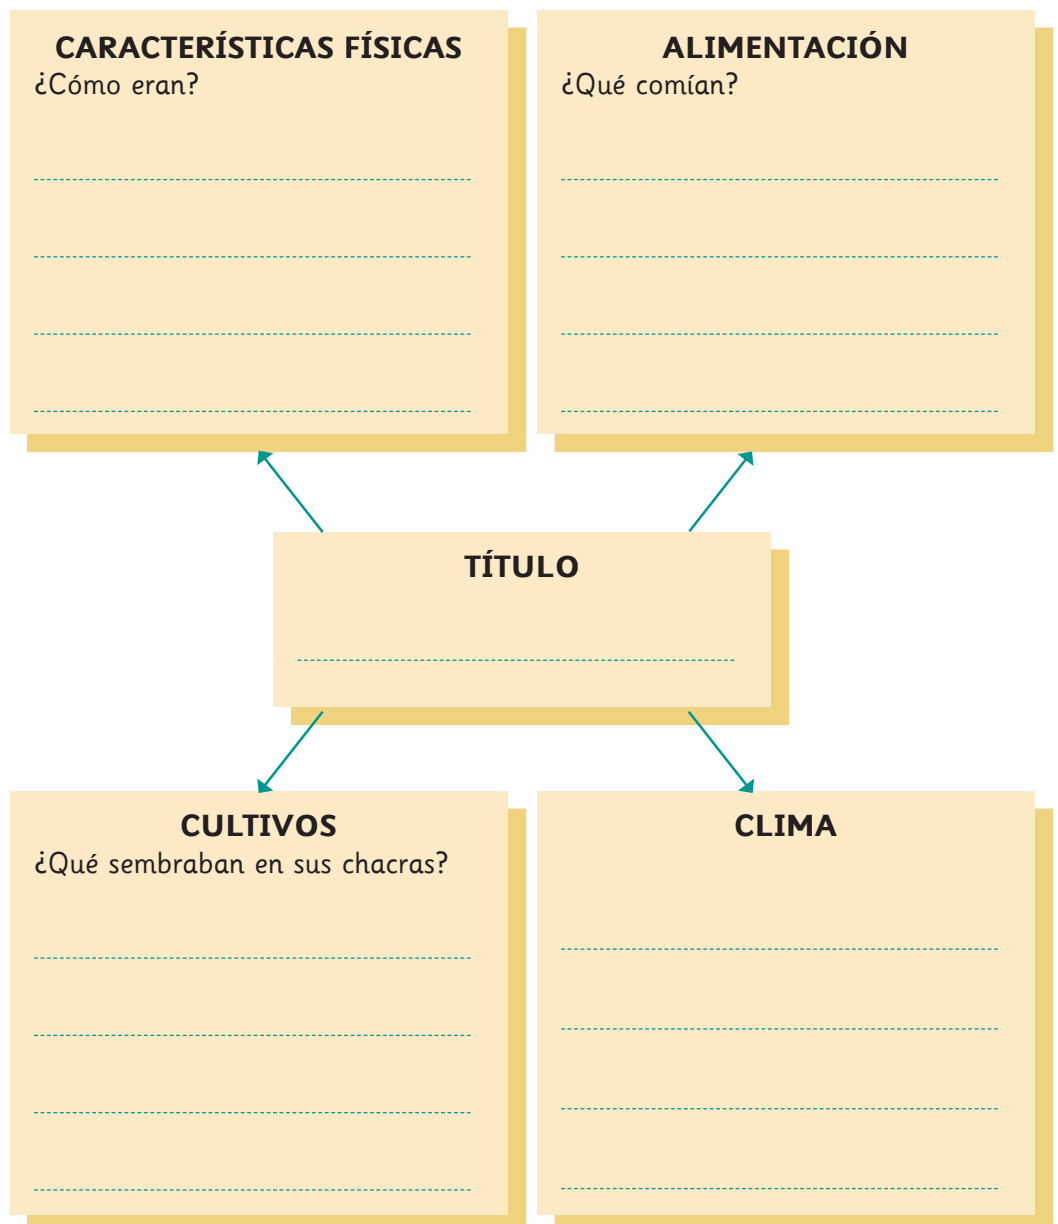 CARACTERÍSTICAS FÍSICAS
¿Cómo eran?
ALIMENTACIÓN
¿Qué comían?
TÍTULO
CULTIVOS
¿Qué sembraban en sus chacras?
CLIMA